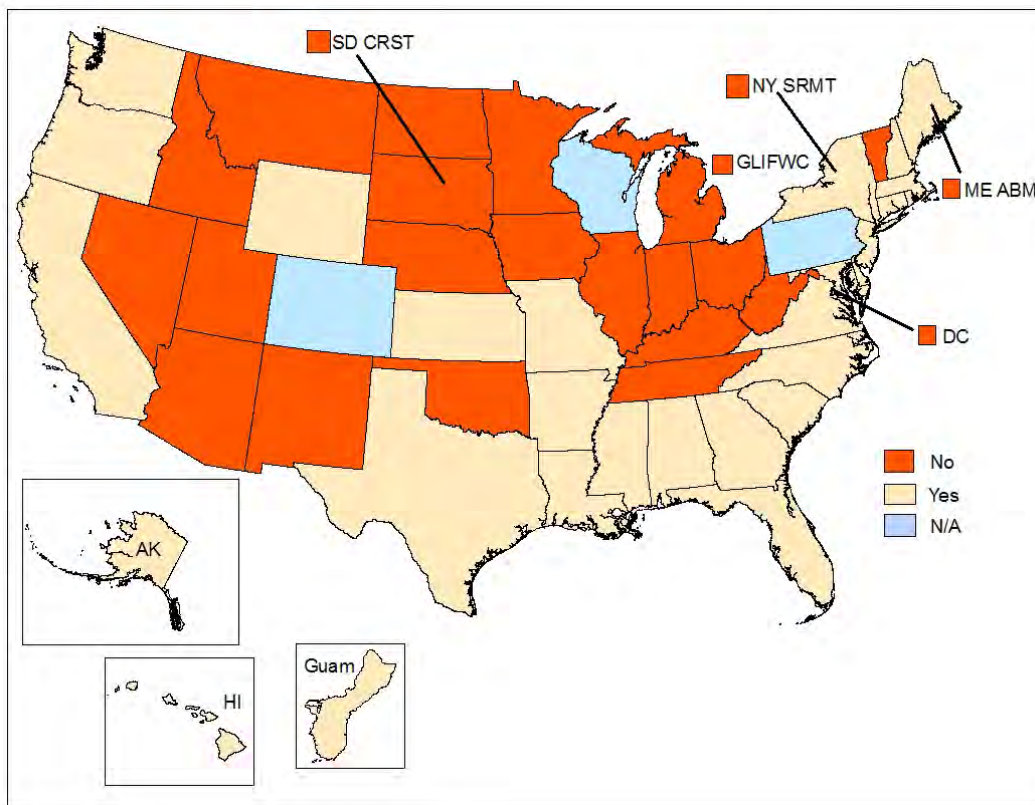 SD CRST
NY SRMT
GLIFWC
ME ABM
DC
No
Yes
N/A
AK
HI
Guam